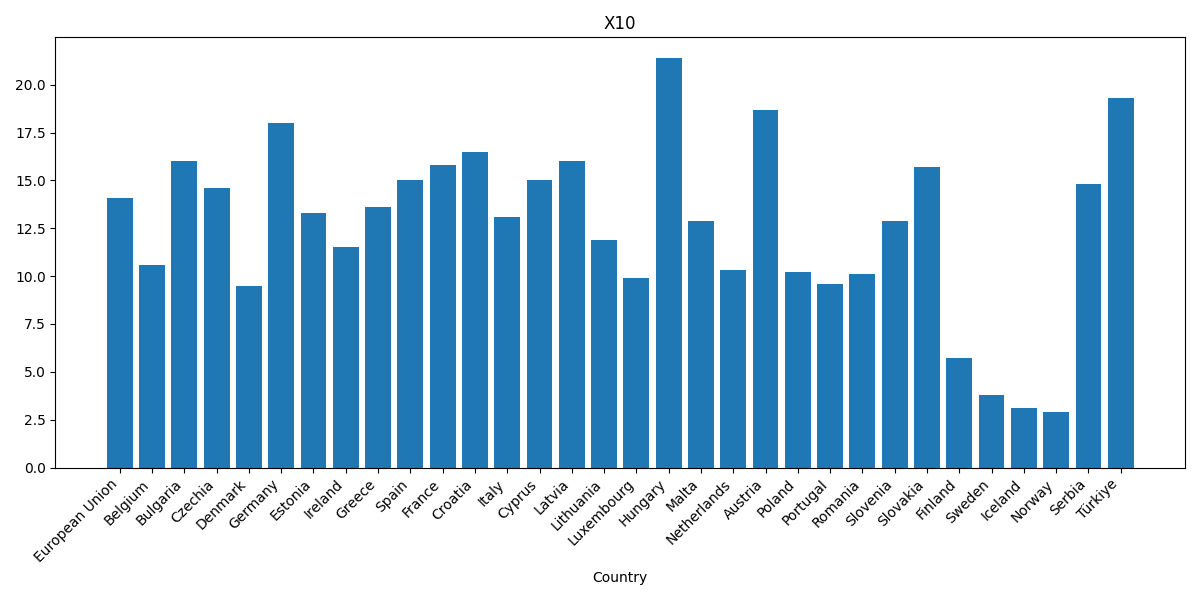 X10
20.0
17.5
15.0
12.5
10.0
7.5
5.0
2.5
0.0
European Union
Belgium
Bulgaria
Czechia
Denmark
Germany
Estonia
Ireland
Greece
Spain
France
Croatia
Italy
Cyprus
Latvia
Lithuania
Luxembourg
Hungary
Malta
Netherlands
Austria
Poland
Portugal
Romania
Slovenia
Slovakia
Finland
Sweden
Iceland
Norway
Serbia
Türkiye
Country